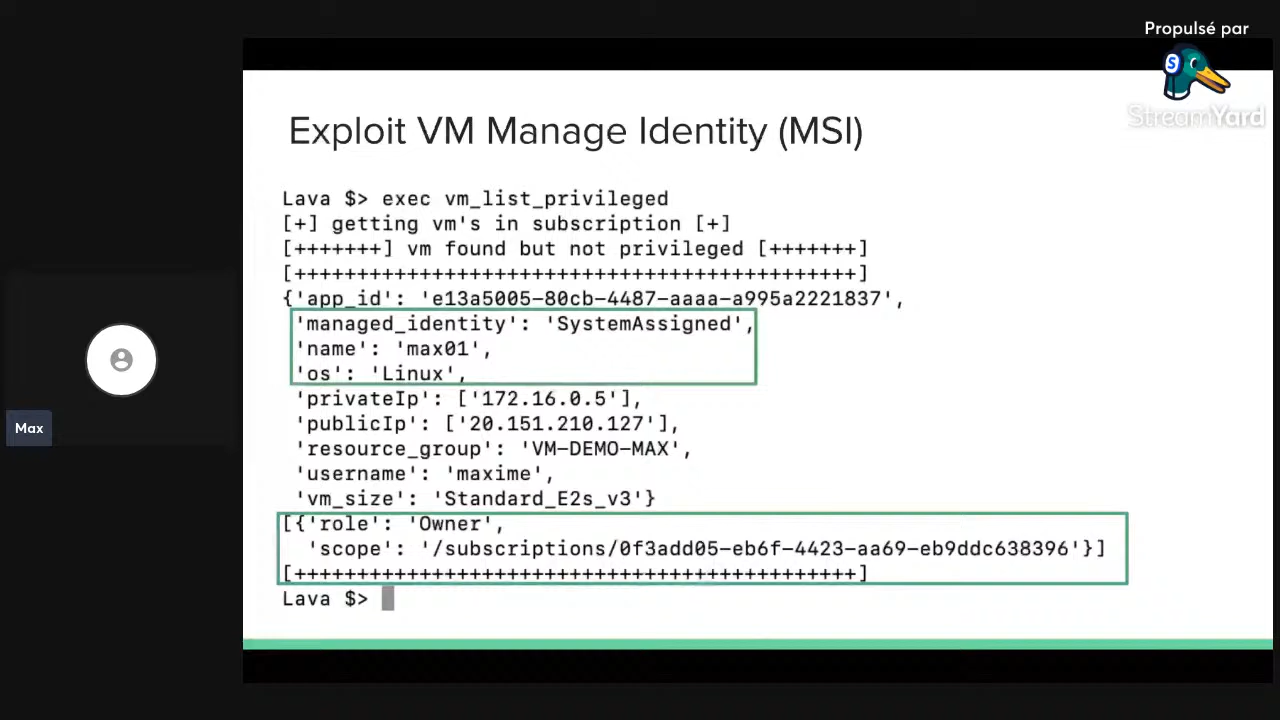 Propulsé par
StreamYard
Exploit VM Manage Identity (MSI)
Lava $> exec vm_list_privileged
[+] getting vm's in subscription [+]
[+++++++] vm found but not privileged [+++++++]
[+++++++++++++++++++++++++++++++++++++++++++++]
{'app_id': 'e13a5005-80cb-4487-aaaa-a995a2221837',
'managed_identity': 'SystemAssigned',
'name': 'max01',
'os': 'Linux',
'privateIp': ['172.16.0.5'],
'publicIp': ['20.151.210.127'],
'resource_group': 'VM-DEMO-MAX',
'username': 'maxime',
'vm_size': 'Standard_E2s_v3'}
[{'role': 'Owner',
'scope': '/subscriptions/0f3add05-eb6f-4423-aa69-eb9ddc638396'}]
[+++++++++++++++++++++++++++++++++++++++++++++]
Lava $>
Max